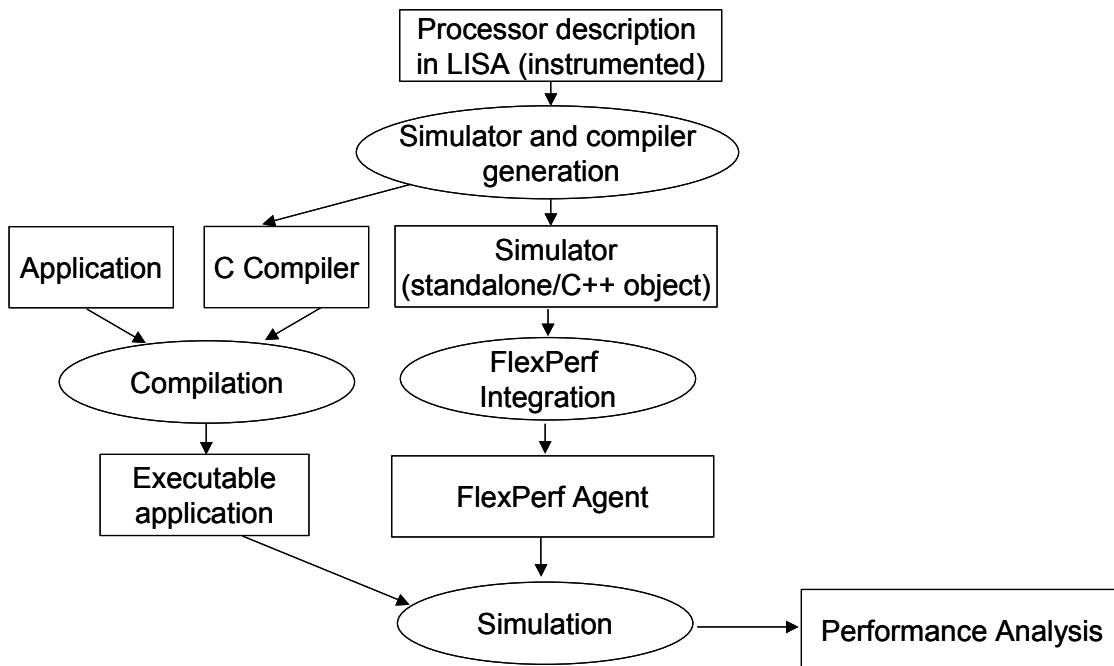 Processor description
in LISA (instrumented)
Simulator and compiler
generation
Application
C Compiler
Simulator
(standalone/C++ object)
Compilation
FlexPerf
Integration
Executable
application
FlexPerf Agent
Simulation
Performance Analysis